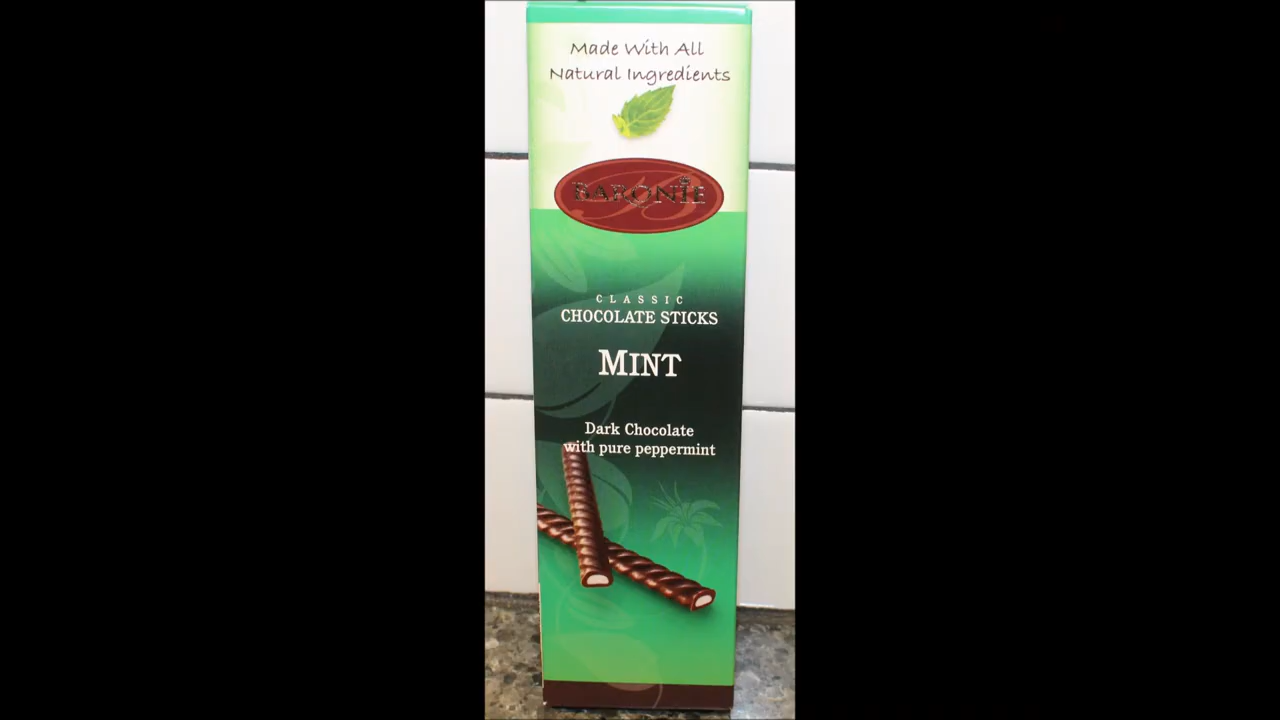 Made With All
Natural Ingredients
BARONIE
CLASSIC
CHOCOLATE STICKS
MINT
Dark Chocolate
with pure peppermint